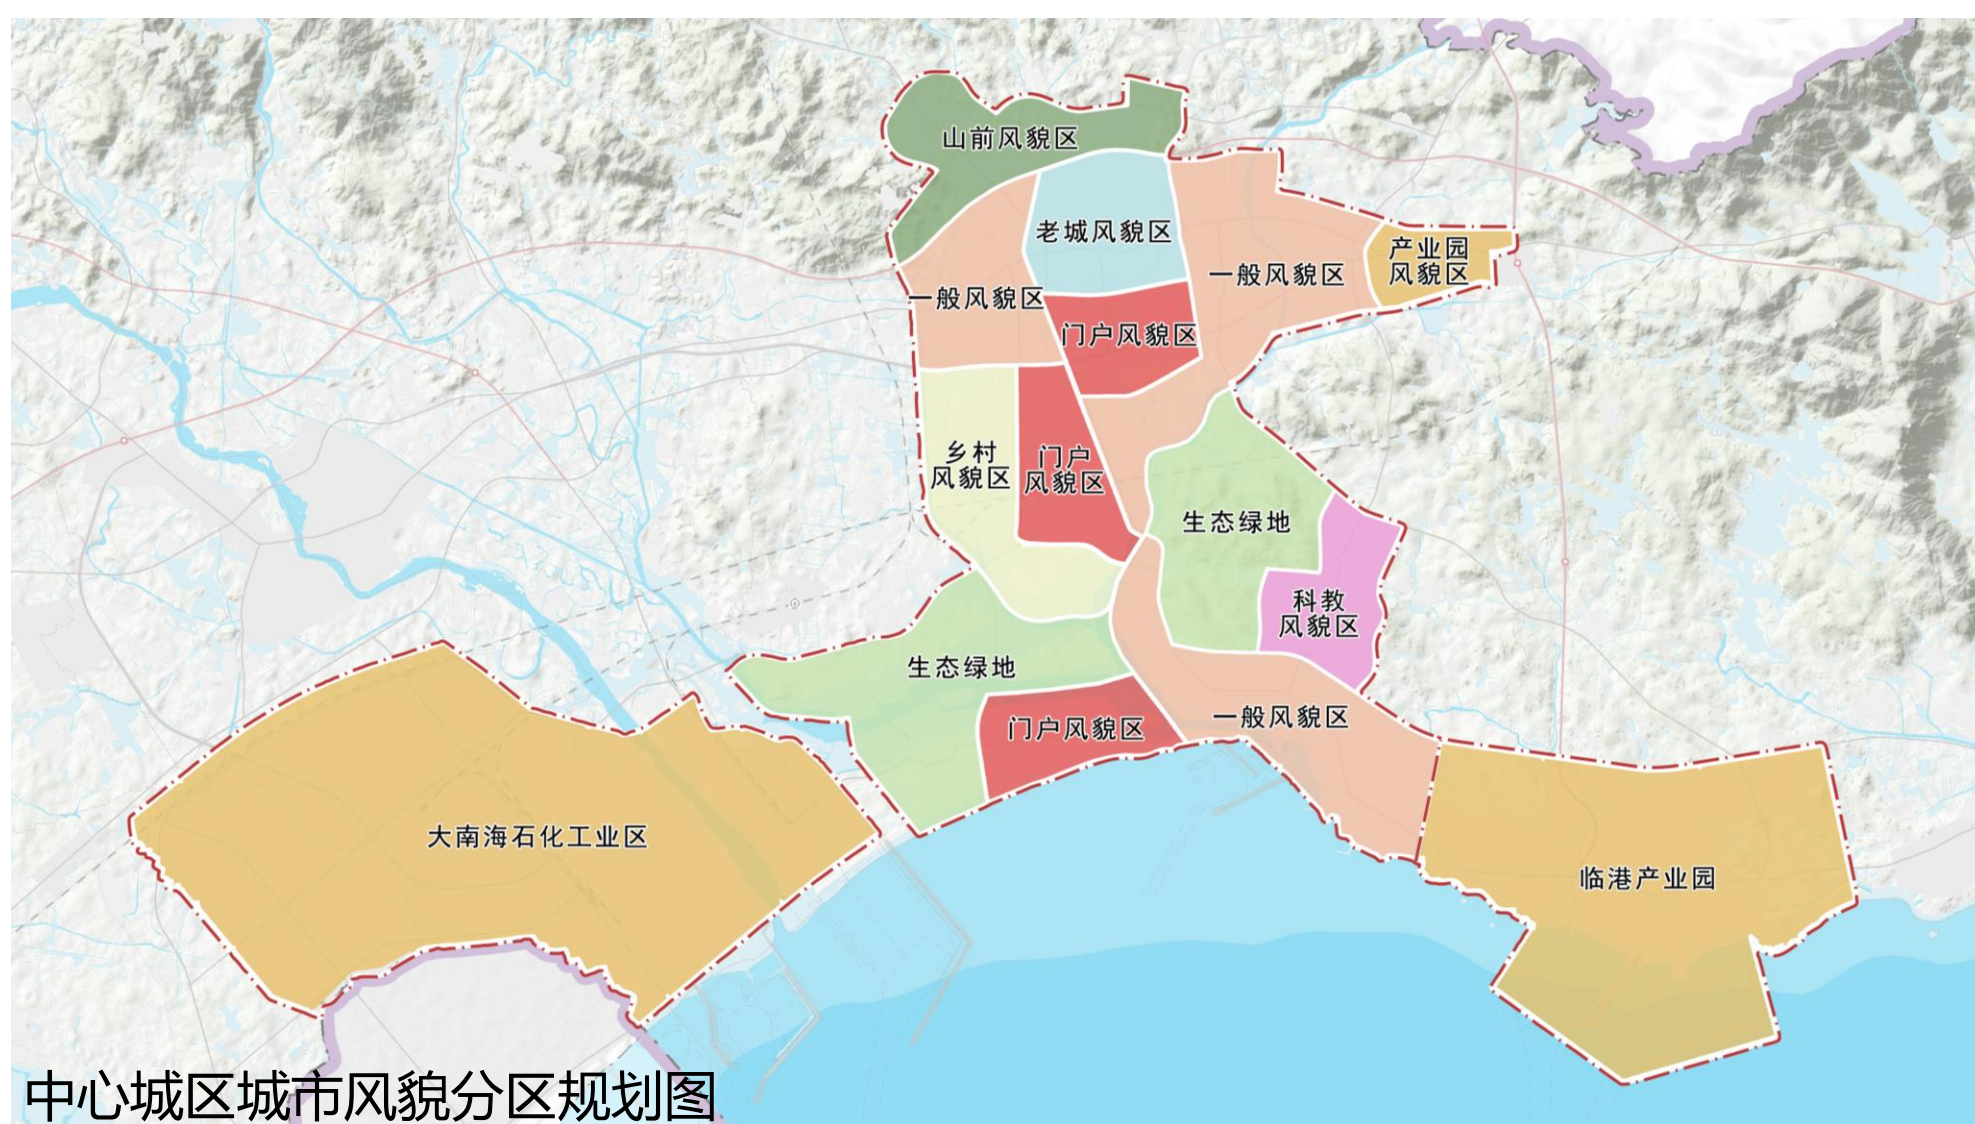 山前风貌区
老城风貌区
产业园
风貌区
一般风貌区
一般风貌区
门户风貌区
乡村
风貌区
门户
风貌区
生态绿地
科教
风貌区
生态绿地
一般风貌区
门户风貌区
大南海石化工业区
临港产业园
中心城区城市风貌分区规划图